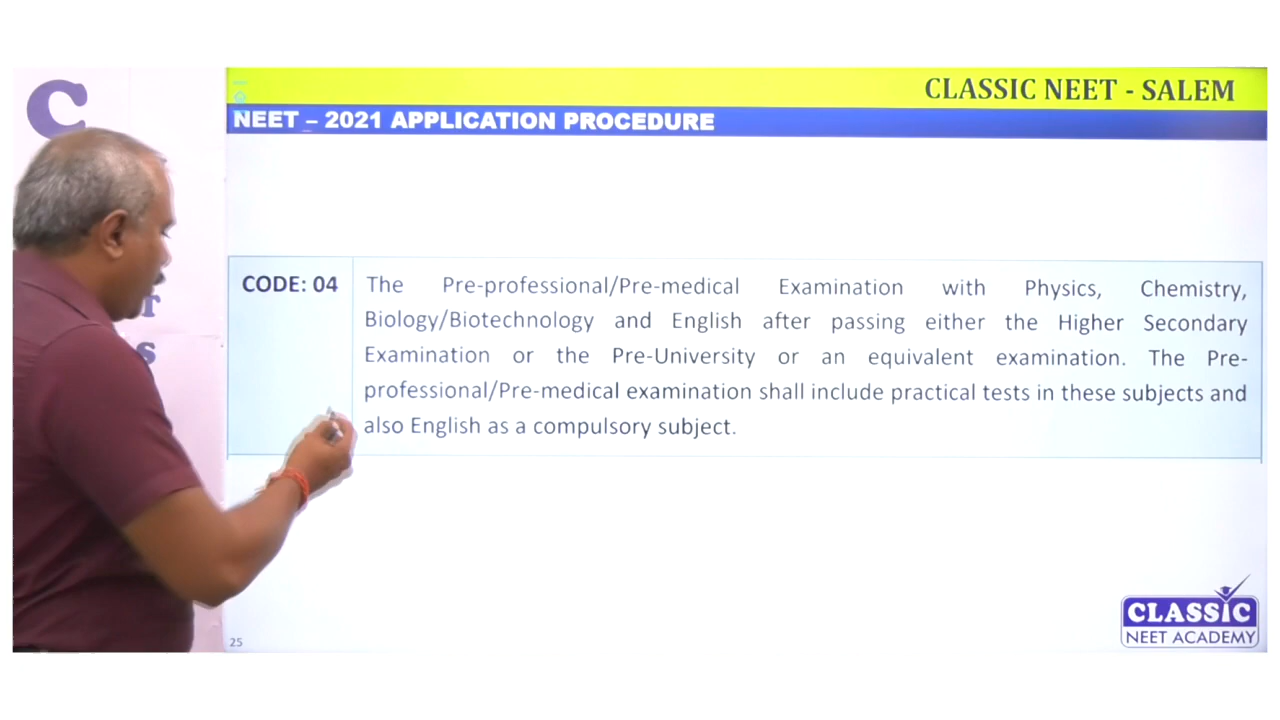 C
CLASSIC NEET - SALEM
NEET – 2021 APPLICATION PROCEDURE
CODE: 04
The Pre-professional/Pre-medical Examination with Physics, Chemistry,
Biology/Biotechnology and English after passing either the Higher Secondary
Examination or the Pre-University or an equivalent examination. The Pre-
professional/Pre-medical examination shall include practical tests in these subjects and
also English as a compulsory subject.
r
s
25
CLASSIC
NEET ACADEMY